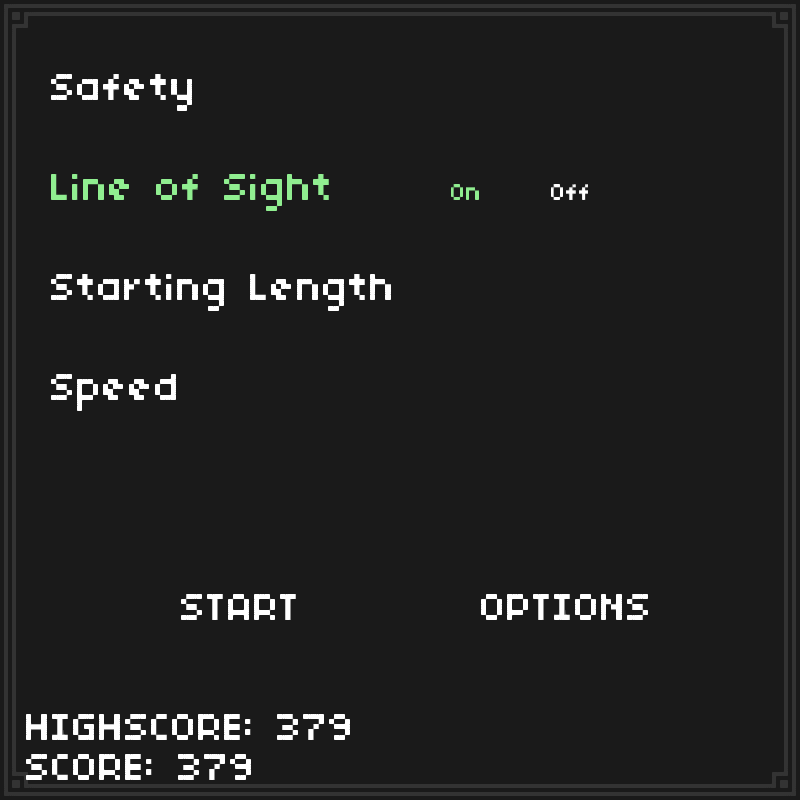 Safety
Line of Sight On Off
Starting Length
Speed
START OPTIONS
HIGHSCORE: 379
SCORE: 379